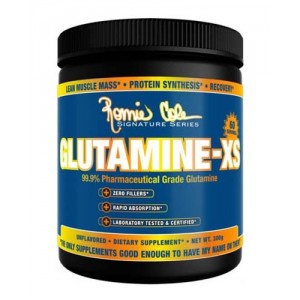 LEAN MUSCLE MASS* • PROTEIN SYNTHESIS* • RECOVERY*
SIGNATURE SERIES
GLUTAMINE-XS
99.9% Pharmaceutical Grade Glutamine
ZERO FILLERS*
RAPID ABSORPTION*
LABORATORY TESTED & CERTIFIED*
UNFLAVORED • DIETARY SUPPLEMENT* • NET WT. 300g
"THE ONLY SUPPLEMENTS GOOD ENOUGH TO HAVE MY NAME ON THEM"